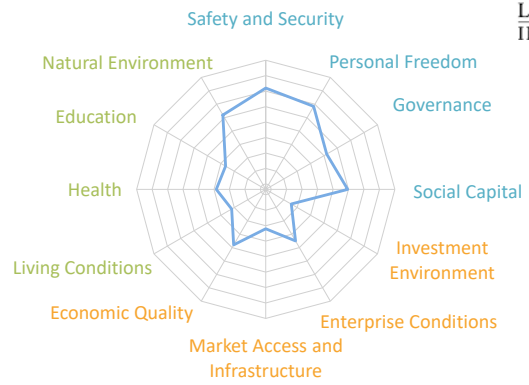 Safety and Security
Natural Environment
Personal Freedom
Education
Governance
Health
Social Capital
Living Conditions
Investment
Environment
Economic Quality
Enterprise Conditions
Market Access and
Infrastructure